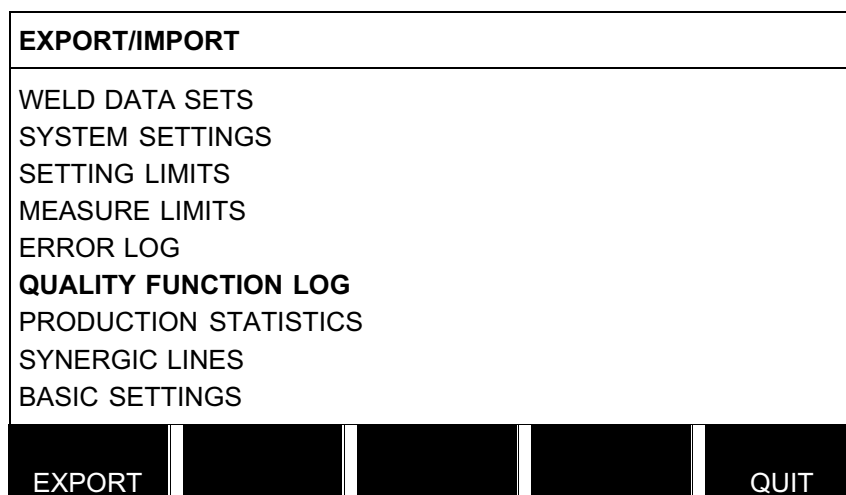 EXPORT/IMPORT
WELD DATA SETS
SYSTEM SETTINGS
SETTING LIMITS
MEASURE LIMITS
ERROR LOG
QUALITY FUNCTION LOG
PRODUCTION STATISTICS
SYNERGIC LINES
BASIC SETTINGS
EXPORT QUIT